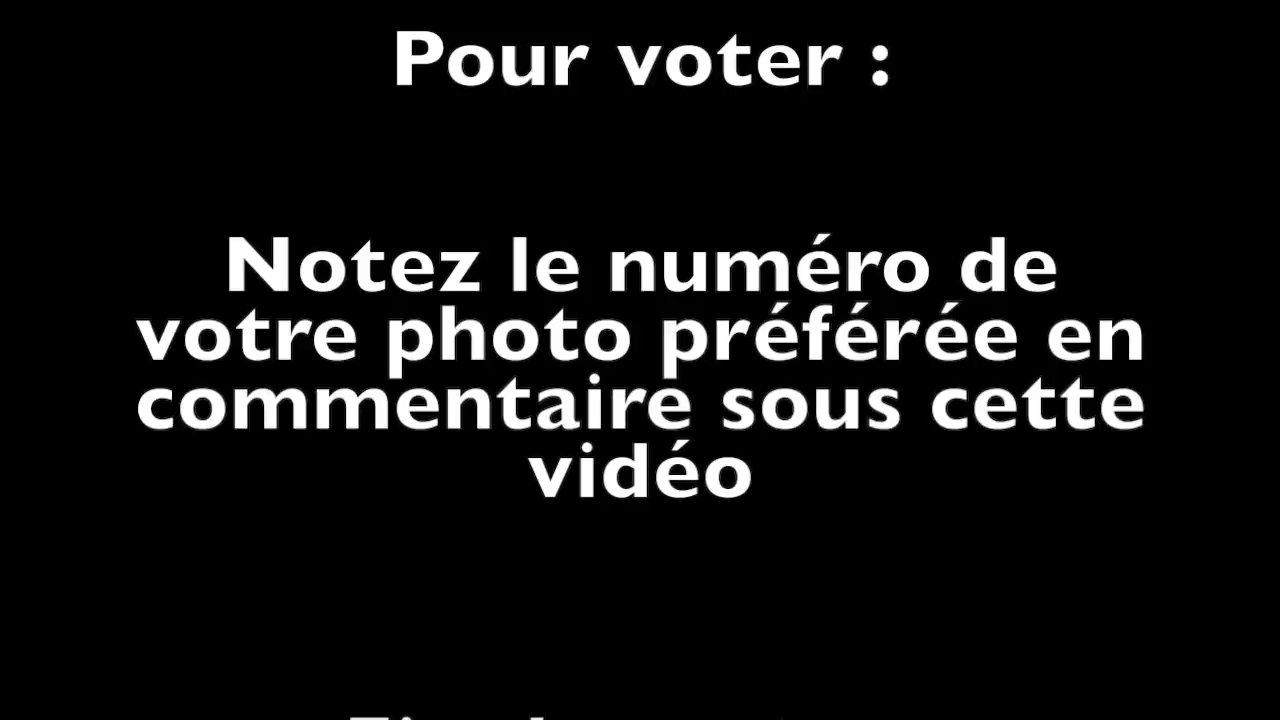 Pour voter :
Notez le numéro de
votre photo préférée en
commentaire sous cette
vidéo